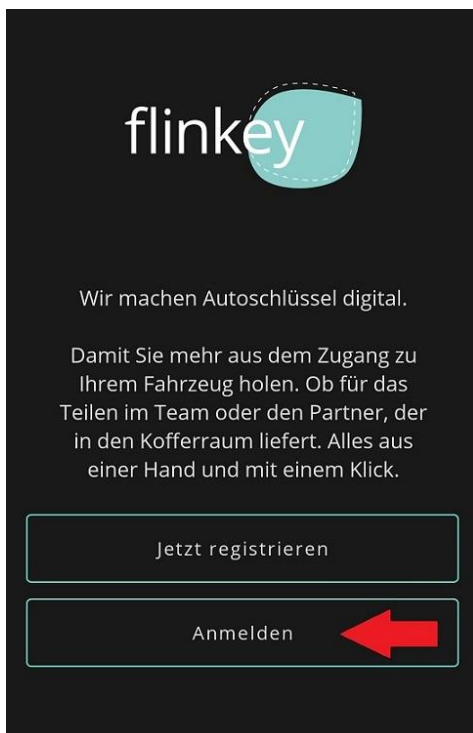 flinkey
Wir machen Autoschlüssel digital.
Damit Sie mehr aus dem Zugang zu
Ihrem Fahrzeug holen. Ob für das
Teilen im Team oder den Partner, der
in den Kofferraum liefert. Alles aus
einer Hand und mit einem Klick.
Jetzt registrieren
Anmelden